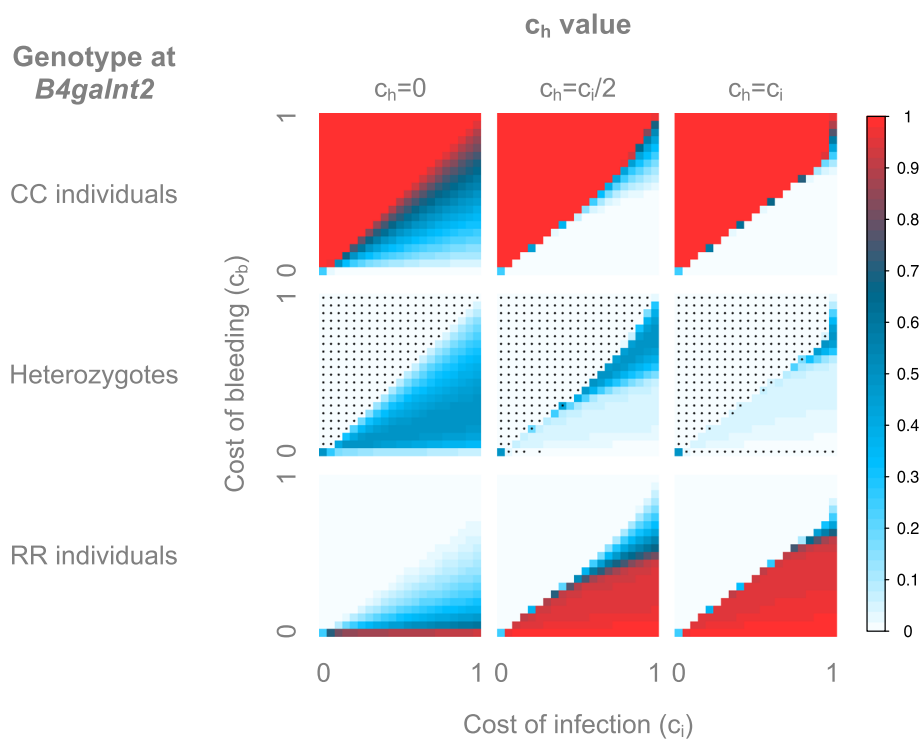 c_h value
Genotype at
B4galnt2
c_h=0
c_h=c_i/2
c_h=c_i
CC individuals
Heterozygotes
RR individuals
Cost of bleeding (c_b)
1
0
1
0
1
0
0
1
0
1
0
1
Cost of infection (c_i)
1
0.9
0.8
0.7
0.6
0.5
0.4
0.3
0.2
0.1
0